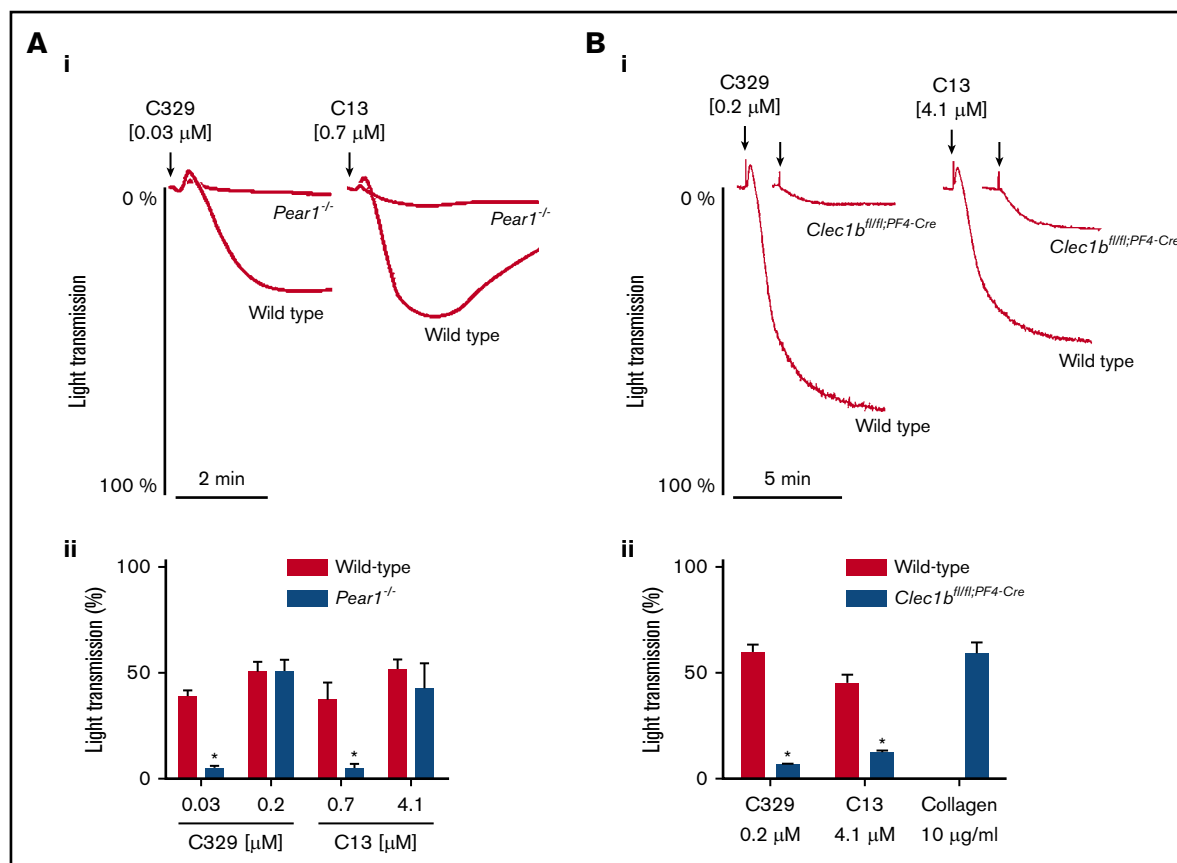 A
i
C329
[0.03 µM]
C13
[0.7 µM]
0 %
Pear1-/-
Pear1-/-
Wild type
Wild type
Light transmission
100 %
2 min
ii
Wild-type
Pear1-/-
Light transmission (%)
100
50
0
*
*
0.03 0.2 0.7 4.1
C329 [µM] C13 [µM]
B
i
C329
[0.2 µM]
C13
[4.1 µM]
0 %
Clec1bfl/fl;PF4-Cre
Clec1bfl/fl;PF4-Cre
Wild type
Wild type
Light transmission
100 %
5 min
ii
Wild-type
Clec1bfl/fl;PF4-Cre
Light transmission (%)
100
50
0
*
*
C329 C13 Collagen
0.2 µM 4.1 µM 10 µg/ml